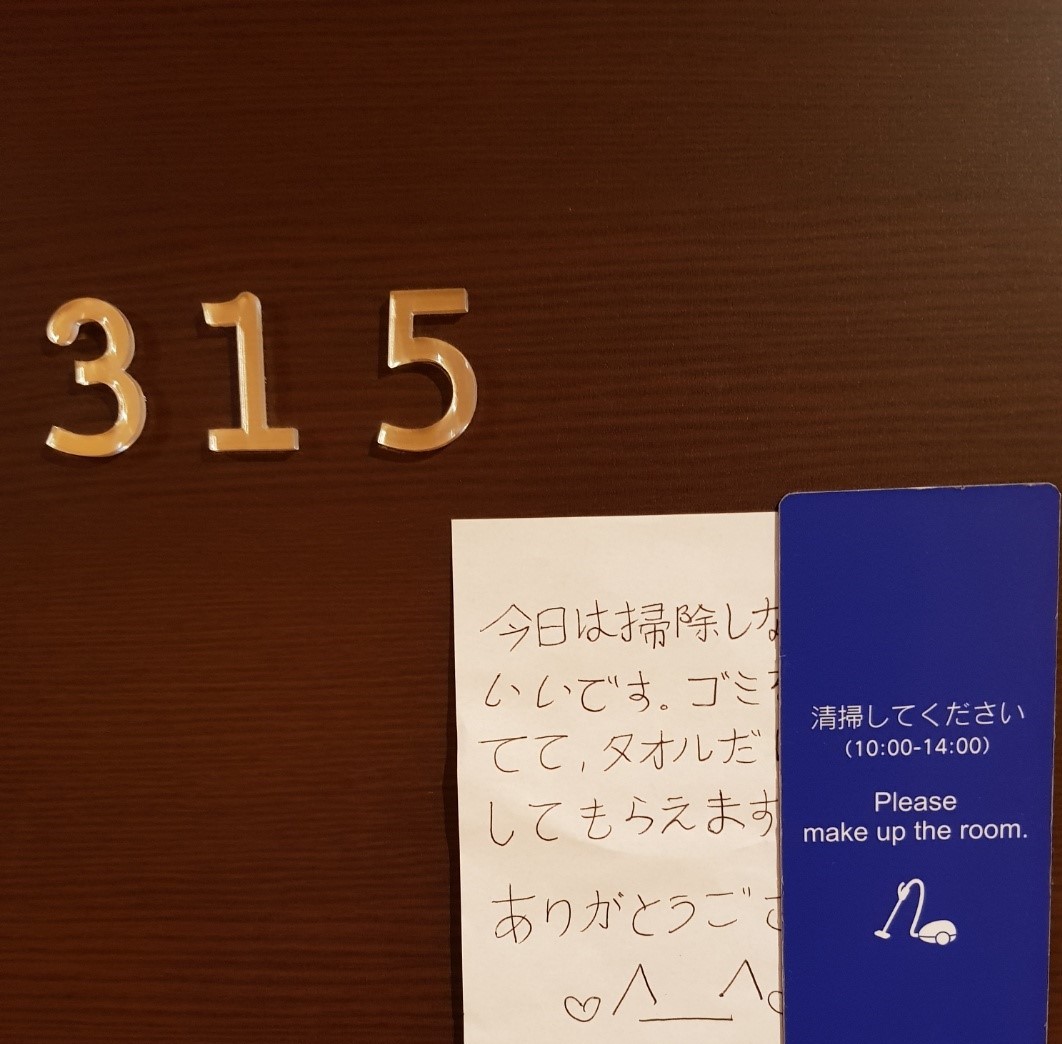 315
今日は掃除しな
いいです。ゴミ
てて,タオルだ
してもらえます
ありがとうご
清掃してください
(10:00-14:00)
Please
make up the room.